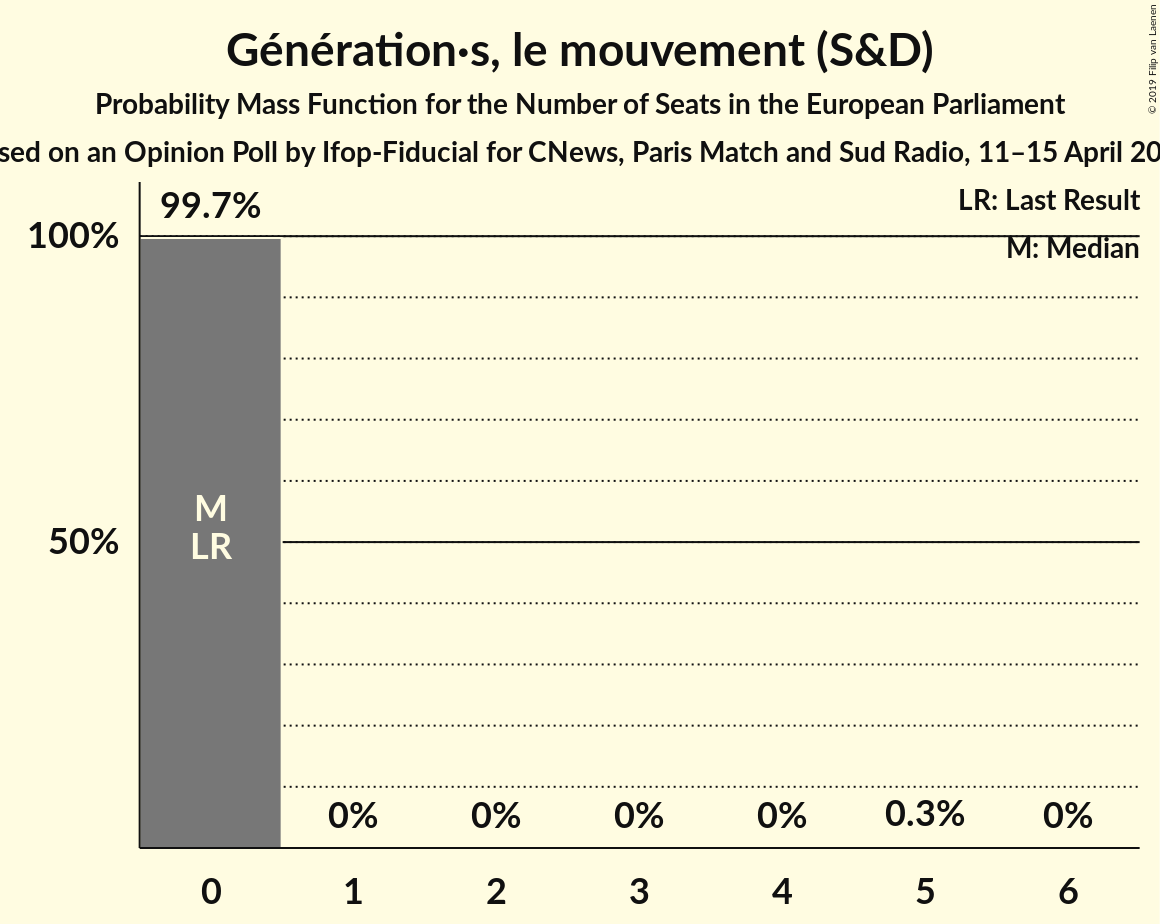 Génération·s, le mouvement (S&D)
Probability Mass Function for the Number of Seats in the European Parliament
sed on an Opinion Poll by Ifop-Fiducial for CNews, Paris Match and Sud Radio, 11–15 April 20
© 2019 Filip van Laenen
99.7%
LR: Last Result
100%
M: Median
M
50%
LR
0% 0% 0% 0% 0.3% 0%
0 1 2 3 4 5 6